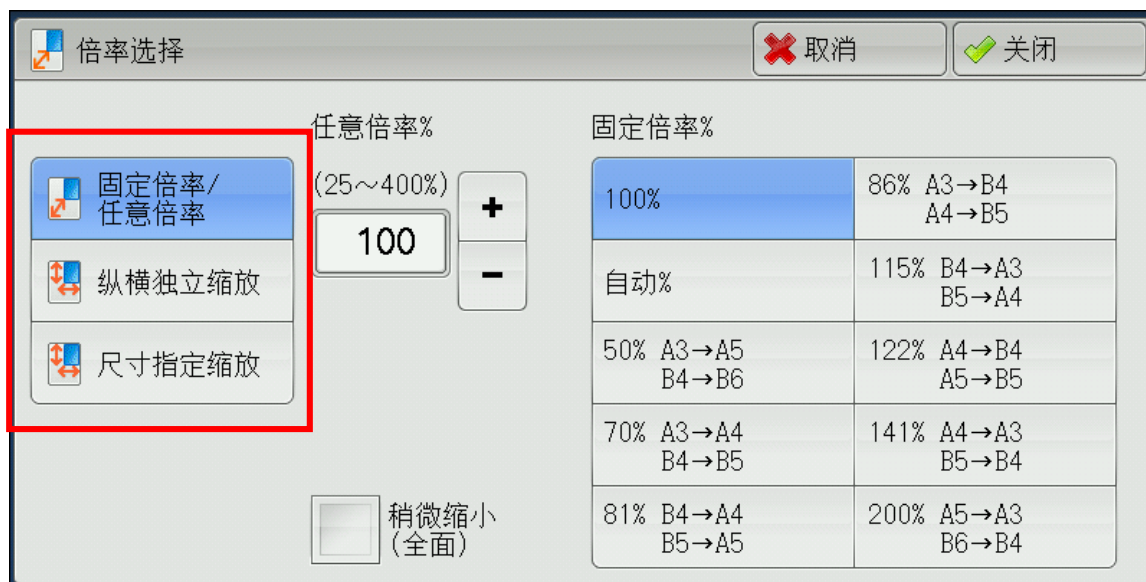 倍率选择
取消
关闭
固定倍率/
任意倍率
纵横独立缩放
尺寸指定缩放
任意倍率%
(25～400%)
100
+
-
稍微缩小
(全面)
固定倍率%
100%
86% A3→B4
A4→B5
自动%
115% B4→A3
B5→A4
50% A3→A5
B4→B6
122% A4→B4
A5→B5
70% A3→A4
B4→B5
141% A4→A3
B5→B4
81% B4→A4
B5→A5
200% A5→A3
B6→B4